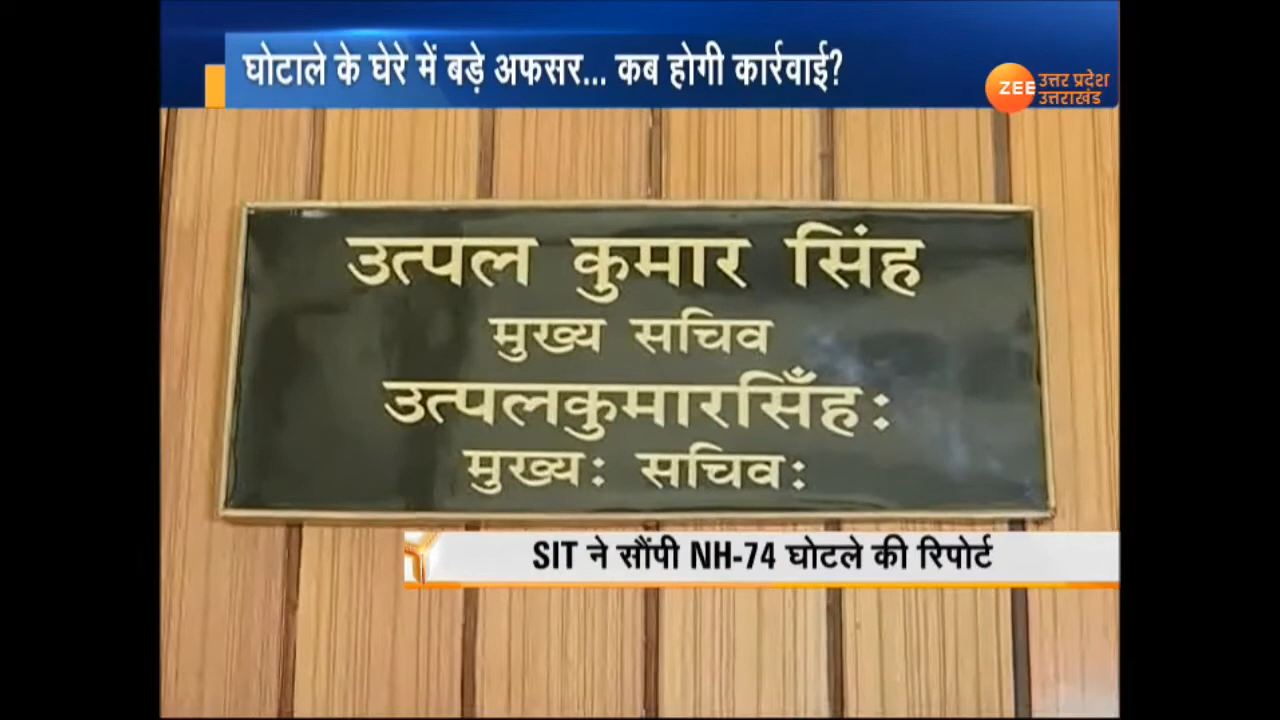 घोटाले के घेरे में बड़े अफसर... कब होगी कार्रवाई?
ZEE उत्तर प्रदेश
उत्तराखंड
उत्पल कुमार सिंह
मुख्य सचिव
उत्पलकुमारसिँहः
मुख्यः सचिवः
SIT ने सौंपी NH-74 घोटले की रिपोर्ट